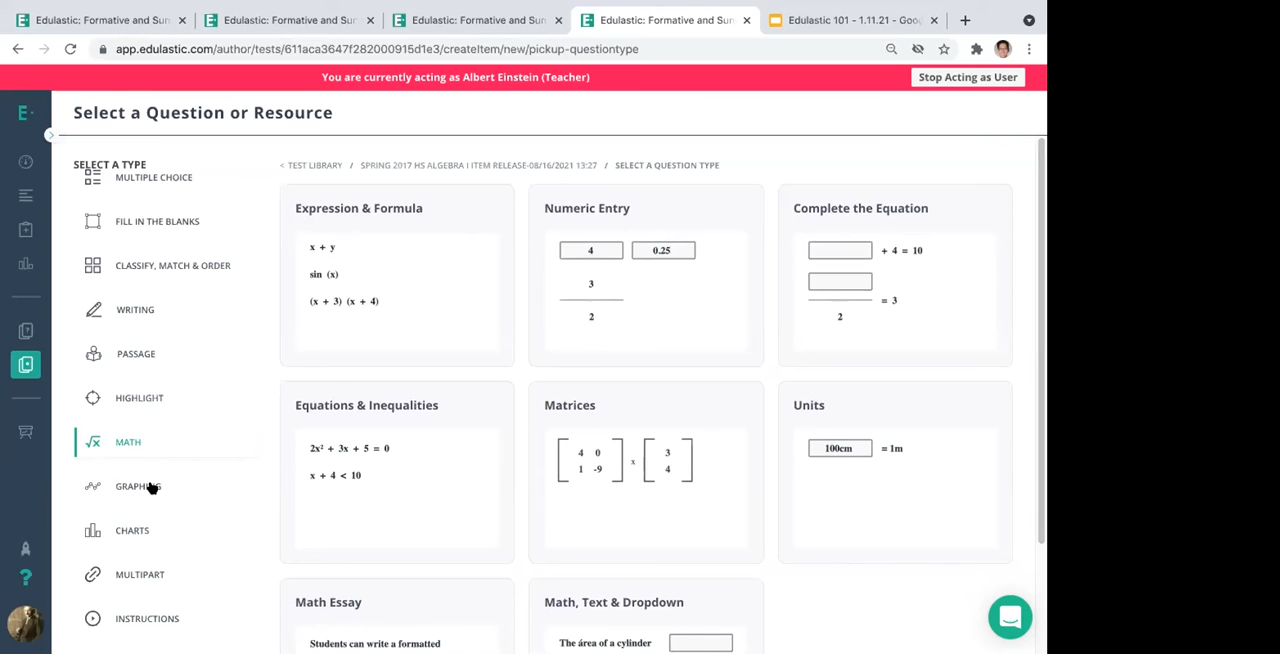 Edulastic: Formative and Sum
Edulastic: Formative and Sum
Edulastic: Formative and Sum
Edulastic: Formative and Sum
Edulastic 101 - 1.11.21 - Goo
app.edulastic.com/author/tests/611aca3647f282000915d1e3/createItem/new/pickup-questiontype
You are currently acting as Albert Einstein (Teacher)
Stop Acting as User
E
Select a Question or Resource
SELECT A TYPE
< TEST LIBRARY / SPRING 2017 HS ALGEBRA I ITEM RELEASE-08/16/2021 13:27 / SELECT A QUESTION TYPE
MULTIPLE CHOICE
FILL IN THE BLANKS
CLASSIFY, MATCH & ORDER
WRITING
PASSAGE
HIGHLIGHT
MATH
GRAPHING
CHARTS
MULTIPART
INSTRUCTIONS
Expression & Formula
x + y
sin (x)
(x + 3) (x + 4)
Numeric Entry
4 0.25
3
2
Complete the Equation
+ 4 = 10
= 3
2
Equations & Inequalities
2x² + 3x + 5 = 0
x + 4 < 10
Matrices
4 0 3
x
1 -9 4
Units
100cm = 1m
Math Essay
Students can write a formatted
Math, Text & Dropdown
The área of a cylinder
?